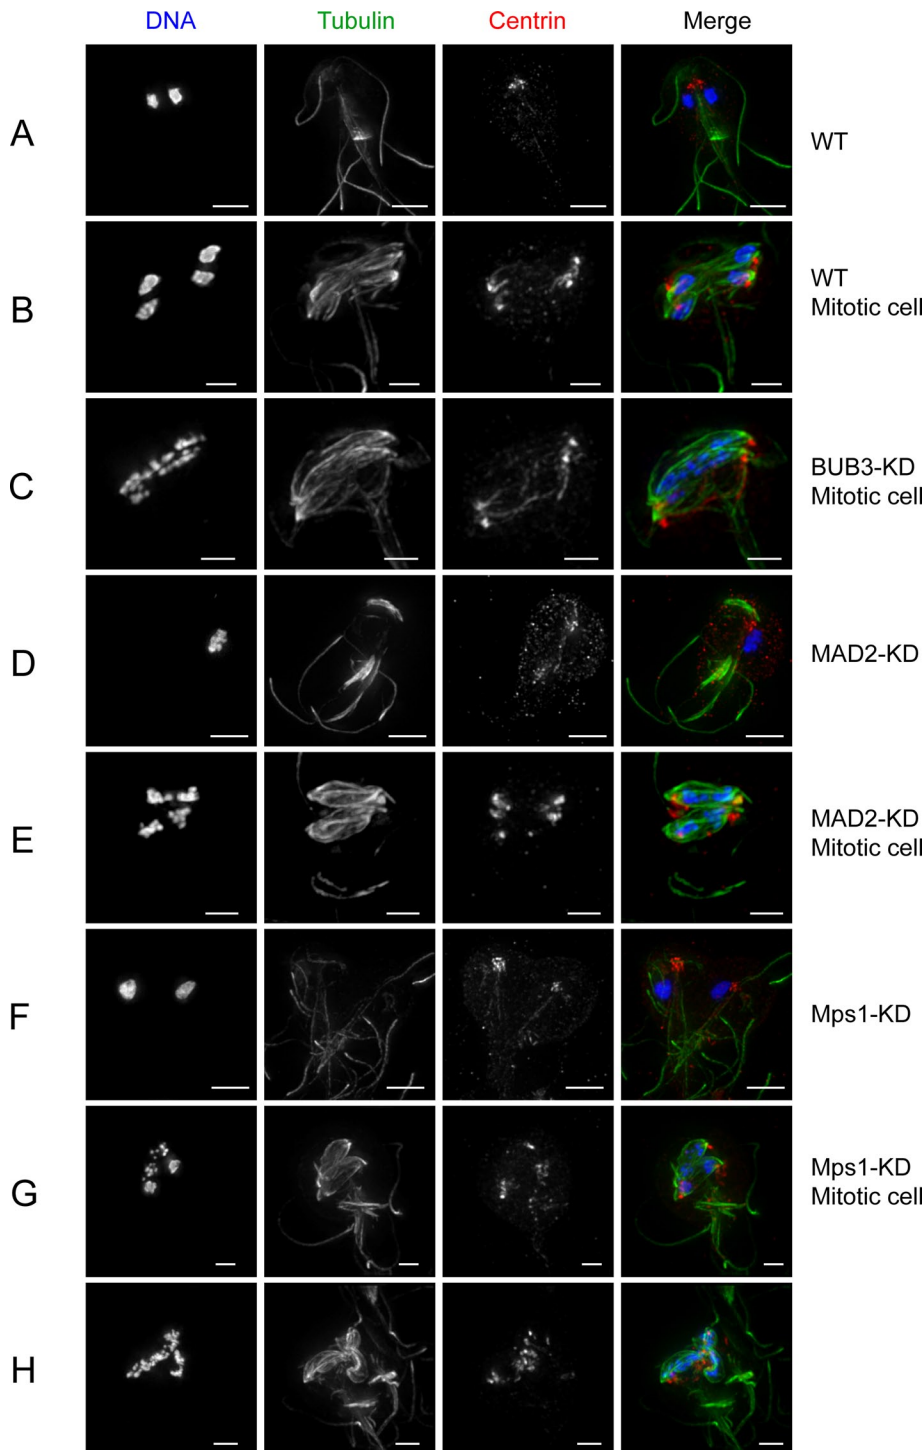 DNA Tubulin Centrin Merge
A WT
B WT
Mitotic cell
C BUB3-KD
Mitotic cell
D MAD2-KD
E MAD2-KD
Mitotic cell
F Mps1-KD
G Mps1-KD
Mitotic cell
H